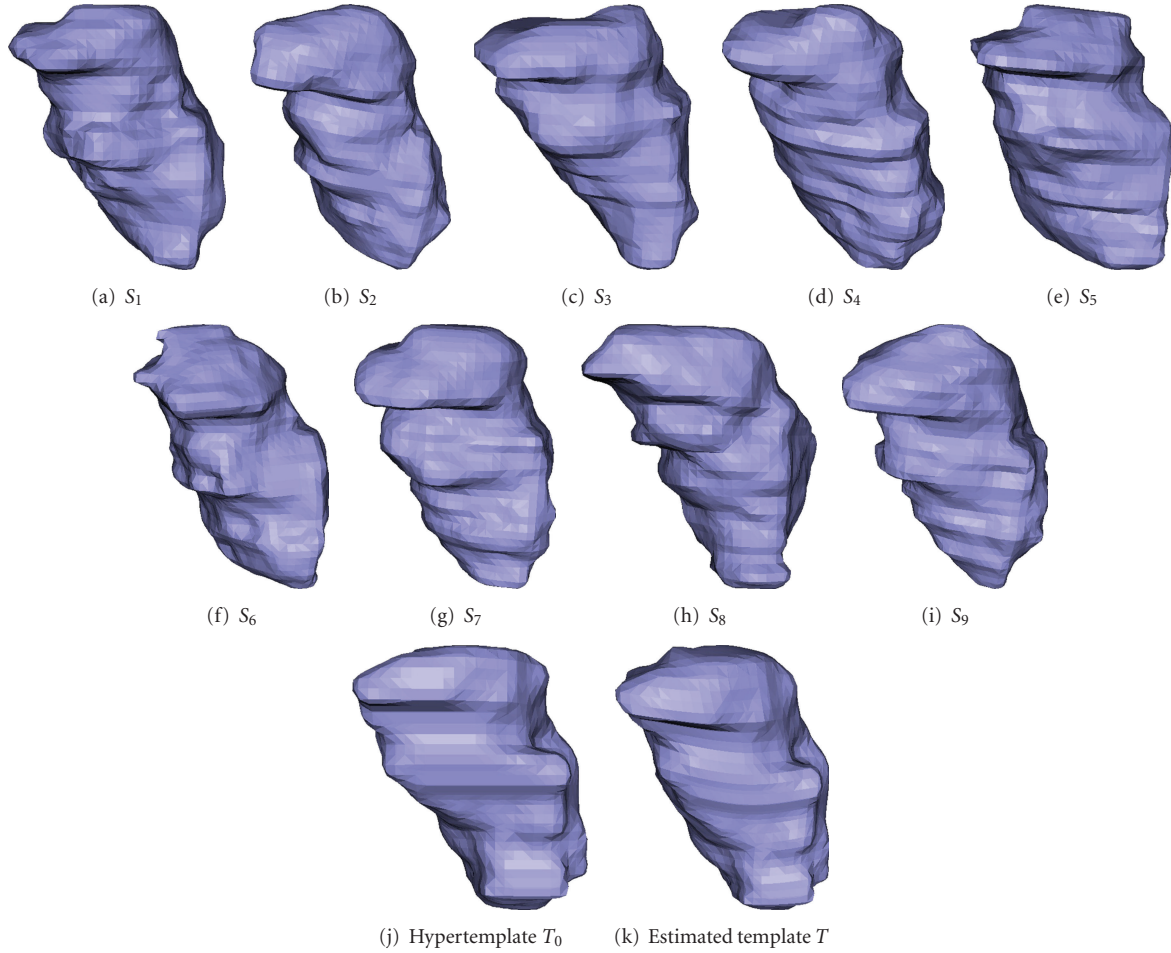 (a) S1
(b) S2
(c) S3
(d) S4
(e) S5
(f) S6
(g) S7
(h) S8
(i) S9
(j) Hypertemplate T0
(k) Estimated template T